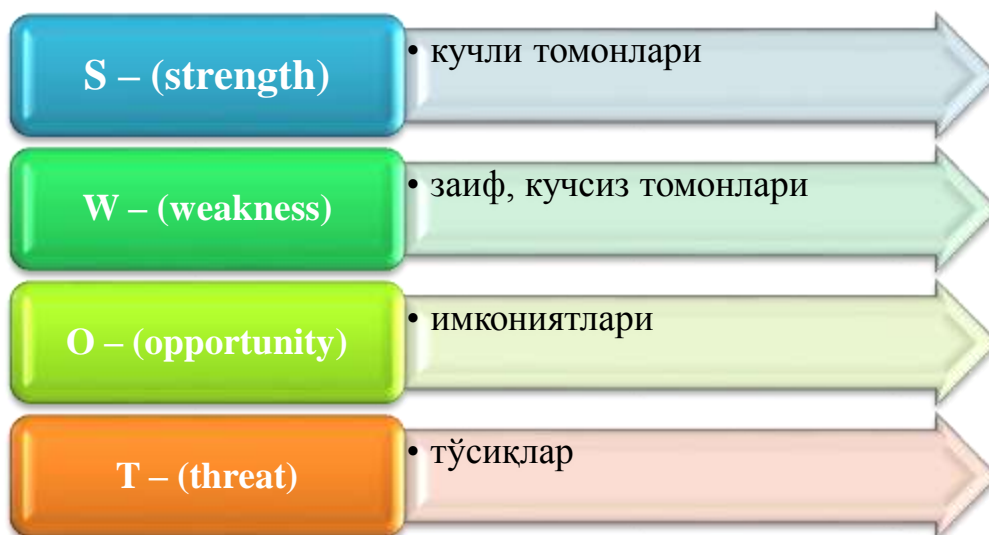 S – (strength)
• кучли томонлари
W – (weakness)
• заиф, кучсиз томонлари
O – (opportunity)
• имкониятлари
T – (threat)
• тўсиқлар